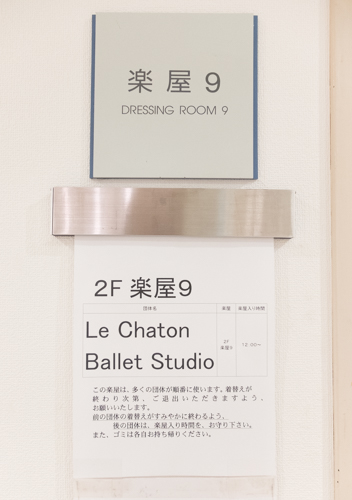 楽屋9
DRESSING ROOM 9
2F 楽屋9
団体名 楽屋 楽屋入り時間
Le Chaton
Ballet Studio
2F
楽屋9
12:00～
この楽屋は、多くの団体が順番に使います。着替えが
終わり次第、ご退出いただきますよう、
お願いいたします。
前の団体の着替えがすみやかに終わるよう、
後の団体は、楽屋入り時間を、お守り下さい。
また、ゴミは各自お持ち帰りください。